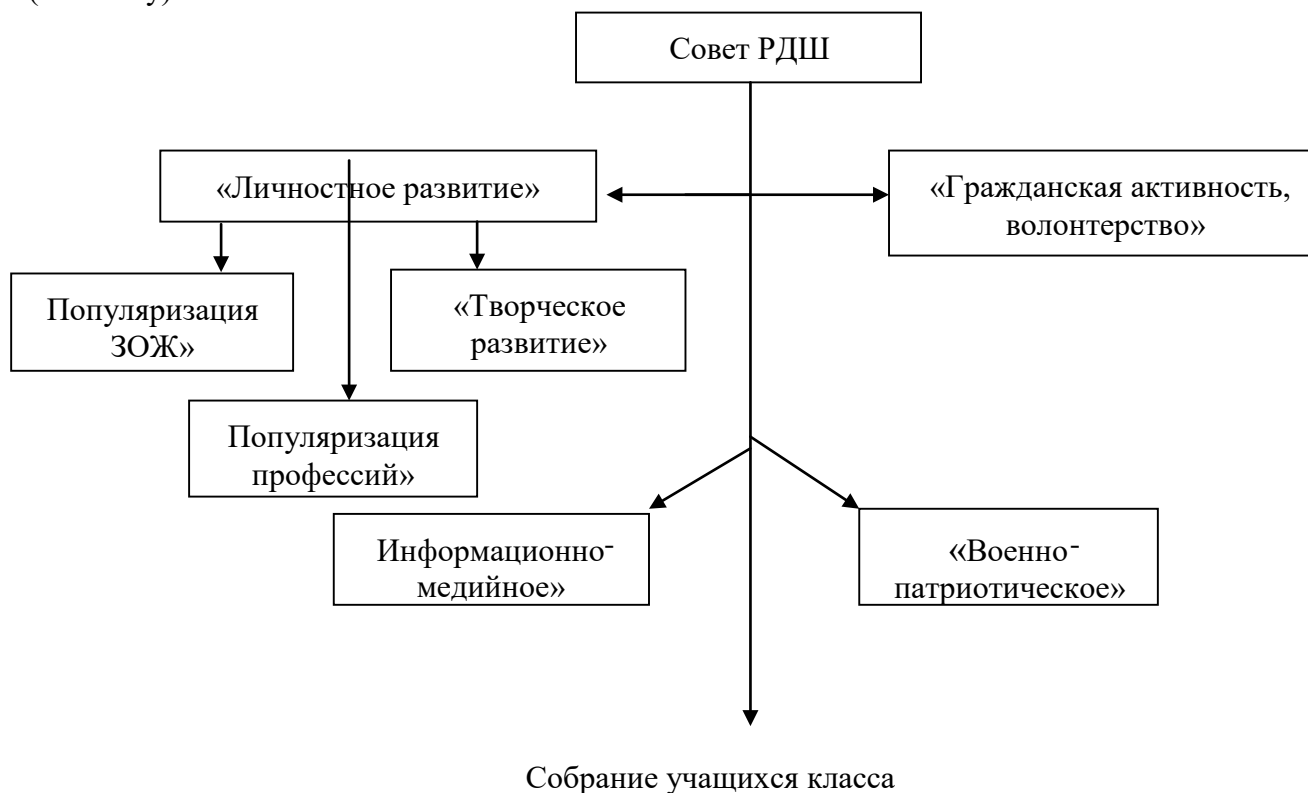 Совет РДШ
«Личностное развитие»
«Гражданская активность,
волонтерство»
Популяризация
ЗОЖ»
«Творческое
развитие»
Популяризация
профессий»
Информационно-
медийное»
«Военно-
патриотическое»
Собрание учащихся класса